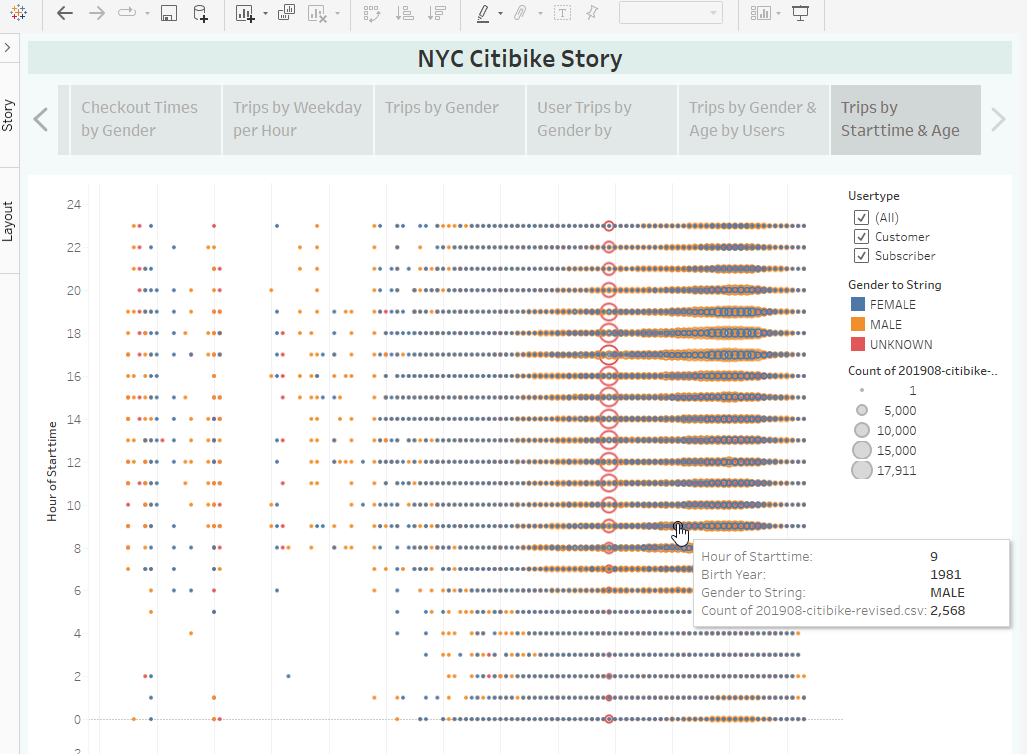 NYC Citibike Story
Story
Layout
Checkout Times
by Gender
Trips by Weekday
per Hour
Trips by Gender
User Trips by
Gender by
Trips by Gender &
Age by Users
Trips by
Starttime & Age
Hour of Starttime
24
22
20
18
16
14
12
10
8
6
4
2
0
2
Usertype
(All)
Customer
Subscriber
Gender to String
FEMALE
MALE
UNKNOWN
Count of 201908-citibike-..
1
5,000
10,000
15,000
17,911
Hour of Starttime: 9
Birth Year: 1981
Gender to String: MALE
Count of 201908-citibike-revised.csv: 2,568